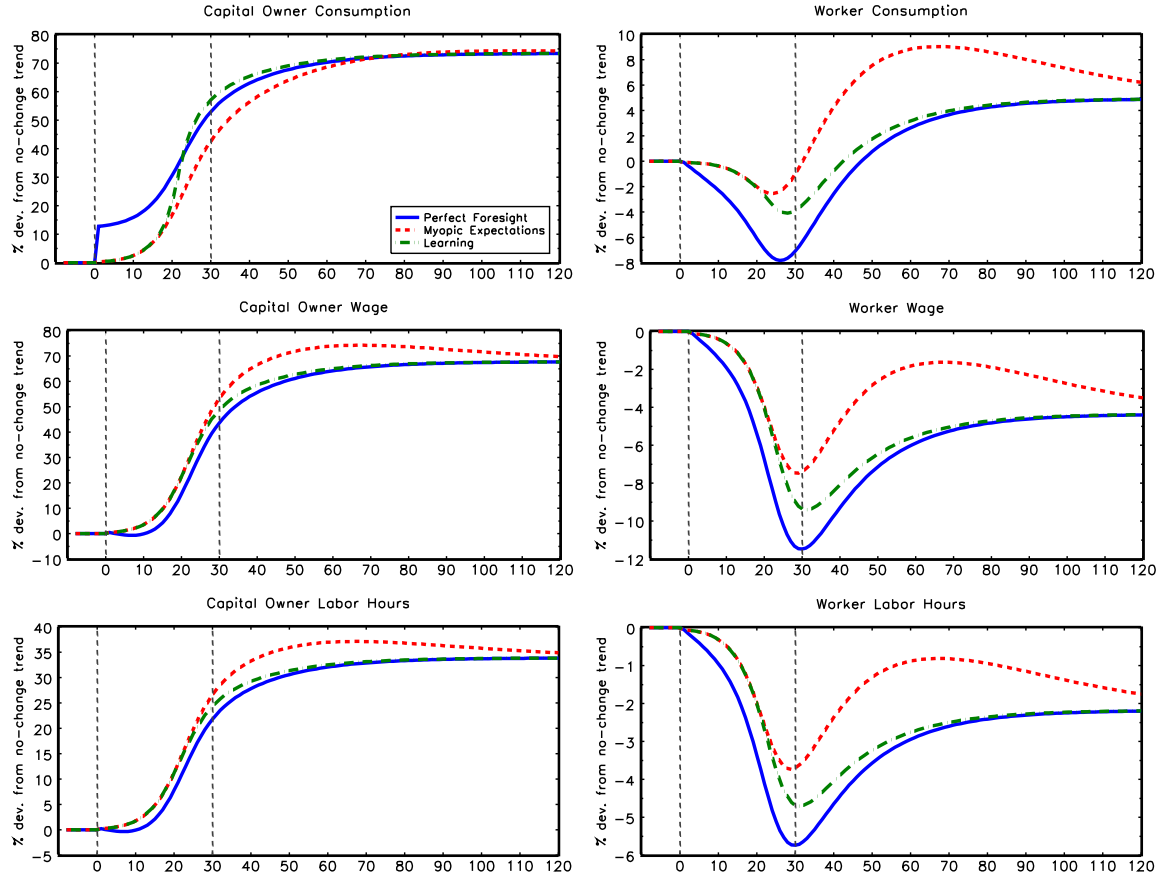 Capital Owner Consumption
% dev. from no-change trend
80
70
60
50
40
30
20
10
0
0 10 20 30 40 50 60 70 80 90 100 110 120
Perfect Foresight
Myopic Expectations
Learning
Worker Consumption
% dev. from no-change trend
10
8
6
4
2
0
−2
−4
−6
−8
0 10 20 30 40 50 60 70 80 90 100 110 120
Capital Owner Wage
% dev. from no-change trend
80
70
60
50
40
30
20
10
0
−10
0 10 20 30 40 50 60 70 80 90 100 110 120
Worker Wage
% dev. from no-change trend
0
−2
−4
−6
−8
−10
−12
0 10 20 30 40 50 60 70 80 90 100 110 120
Capital Owner Labor Hours
% dev. from no-change trend
40
35
30
25
20
15
10
5
0
−5
0 10 20 30 40 50 60 70 80 90 100 110 120
Worker Labor Hours
% dev. from no-change trend
0
−1
−2
−3
−4
−5
−6
0 10 20 30 40 50 60 70 80 90 100 110 120